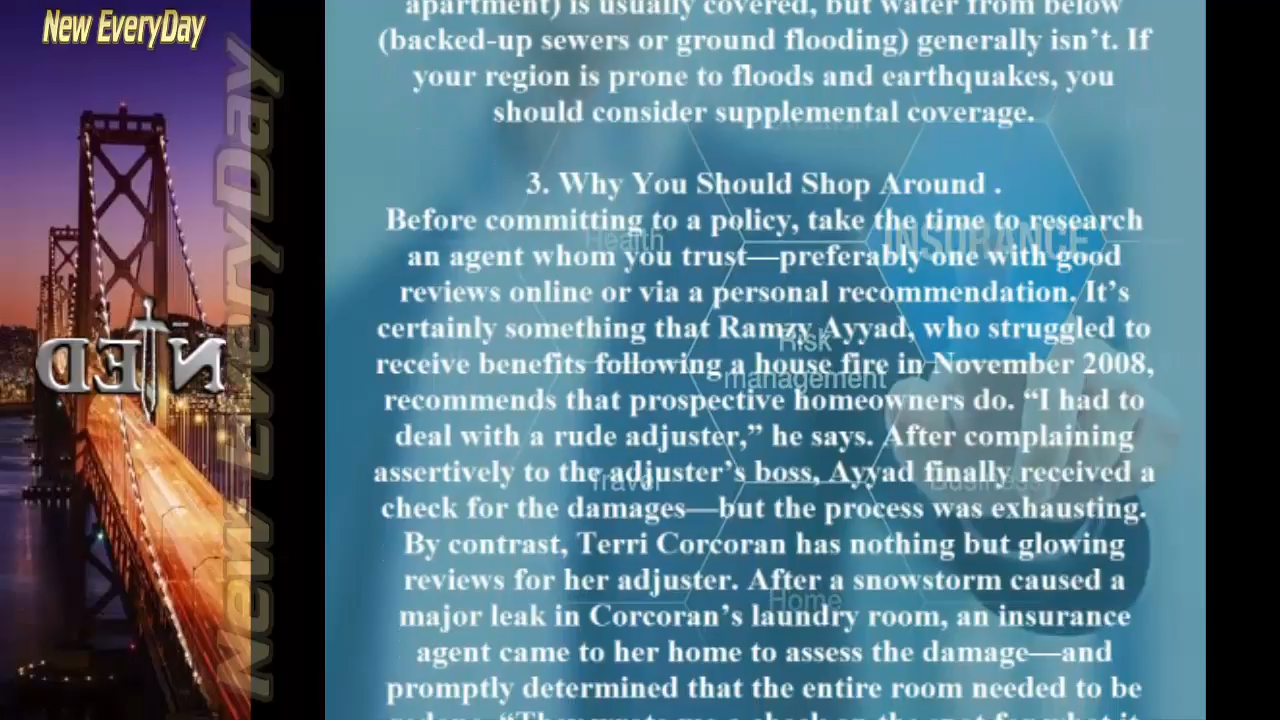 New EveryDay
New EveryDay
apartment) is usually covered, but water from below
(backed-up sewers or ground flooding) generally isn't. If
your region is prone to floods and earthquakes, you
should consider supplemental coverage.
3. Why You Should Shop Around .
Before committing to a policy, take the time to research
an agent whom you trust—preferably one with good
reviews online or via a personal recommendation. It's
certainly something that Ramzy Ayyad, who struggled to
receive benefits following a house fire in November 2008,
recommends that prospective homeowners do. “I had to
deal with a rude adjuster,” he says. After complaining
assertively to the adjuster's boss, Ayyad finally received a
check for the damages—but the process was exhausting.
By contrast, Terri Corcoran has nothing but glowing
reviews for her adjuster. After a snowstorm caused a
major leak in Corcoran's laundry room, an insurance
agent came to her home to assess the damage—and
promptly determined that the entire room needed to be
Health
INSURANCE
Risk
management
Travel
Business
Home